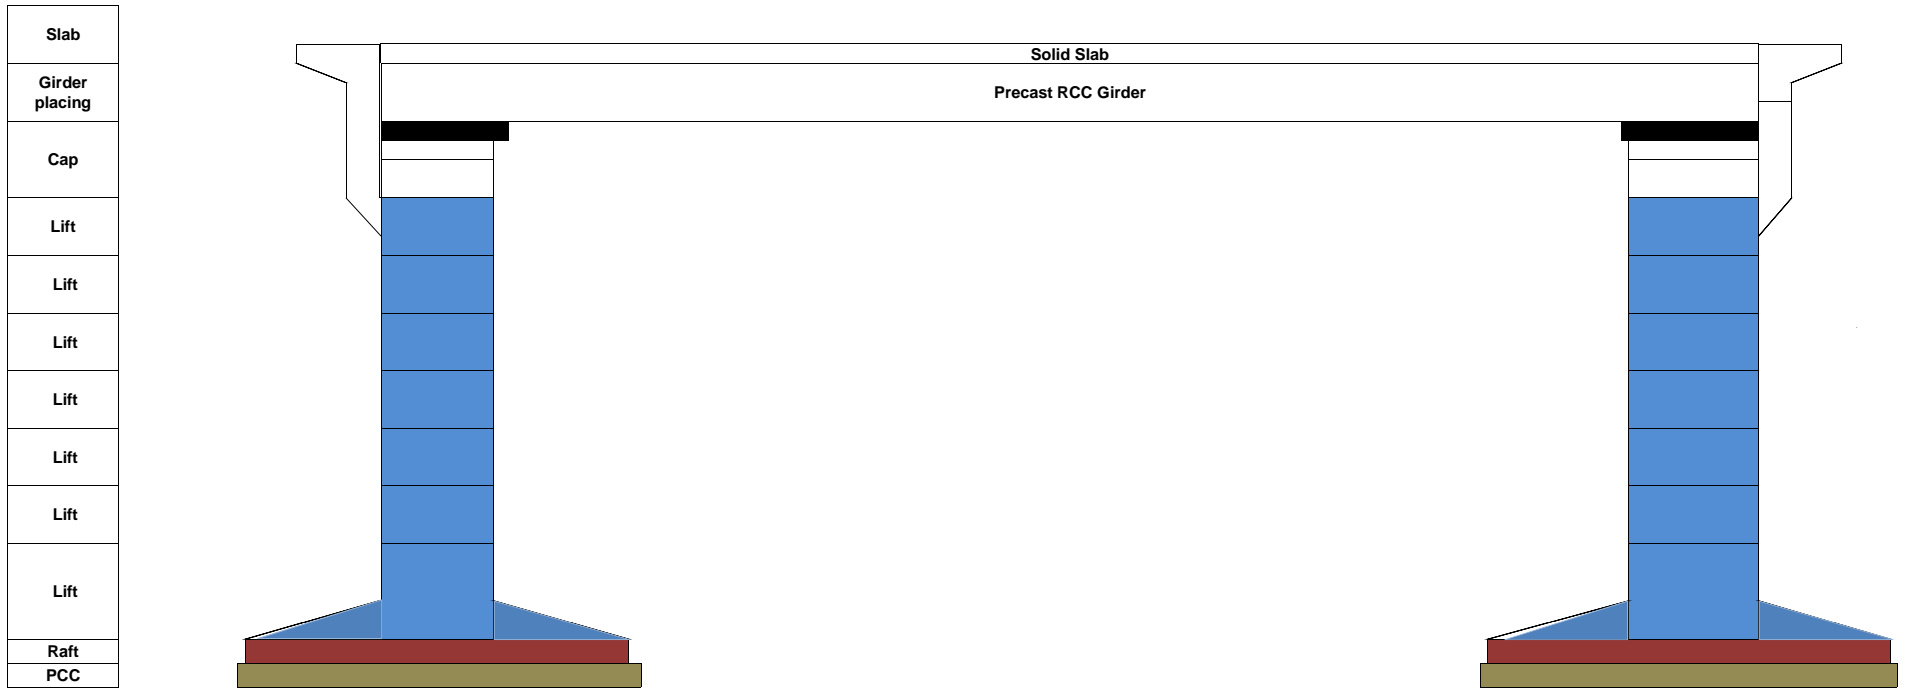 Slab
Girder
placing
Cap
Lift
Lift
Lift
Lift
Lift
Lift
Lift
Raft
PCC
Solid Slab
Precast RCC Girder